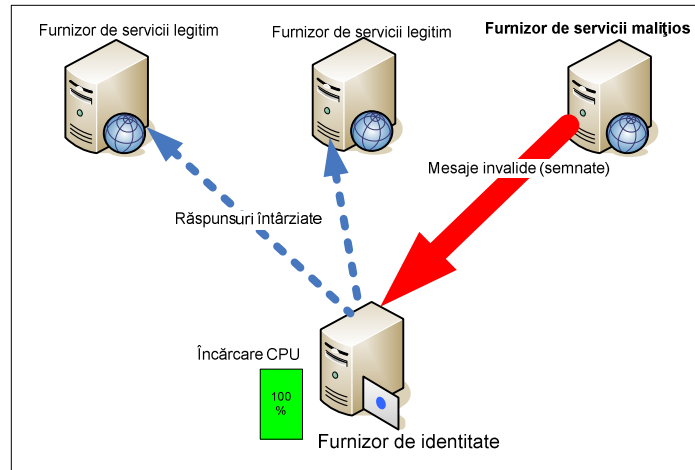 Furnizor de servicii legitim
Furnizor de servicii legitim
Furnizor de servicii malițios
Mesaje invalide (semnate)
Răspunsuri întârziate
Încărcare CPU
100
%
Furnizor de identitate